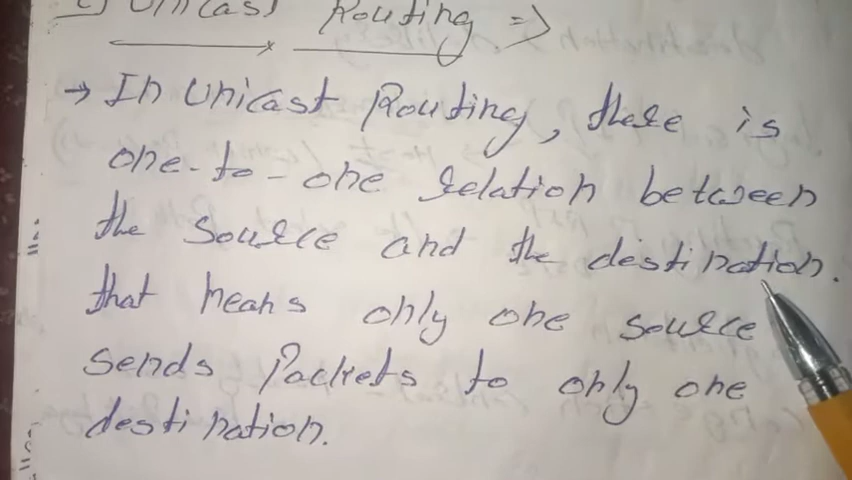 Unicast Routing =>
→ In Unicast Routing, there is
one-to-one relation between
the source and the destination.
that means only one source
sends Packets to only one
destination.